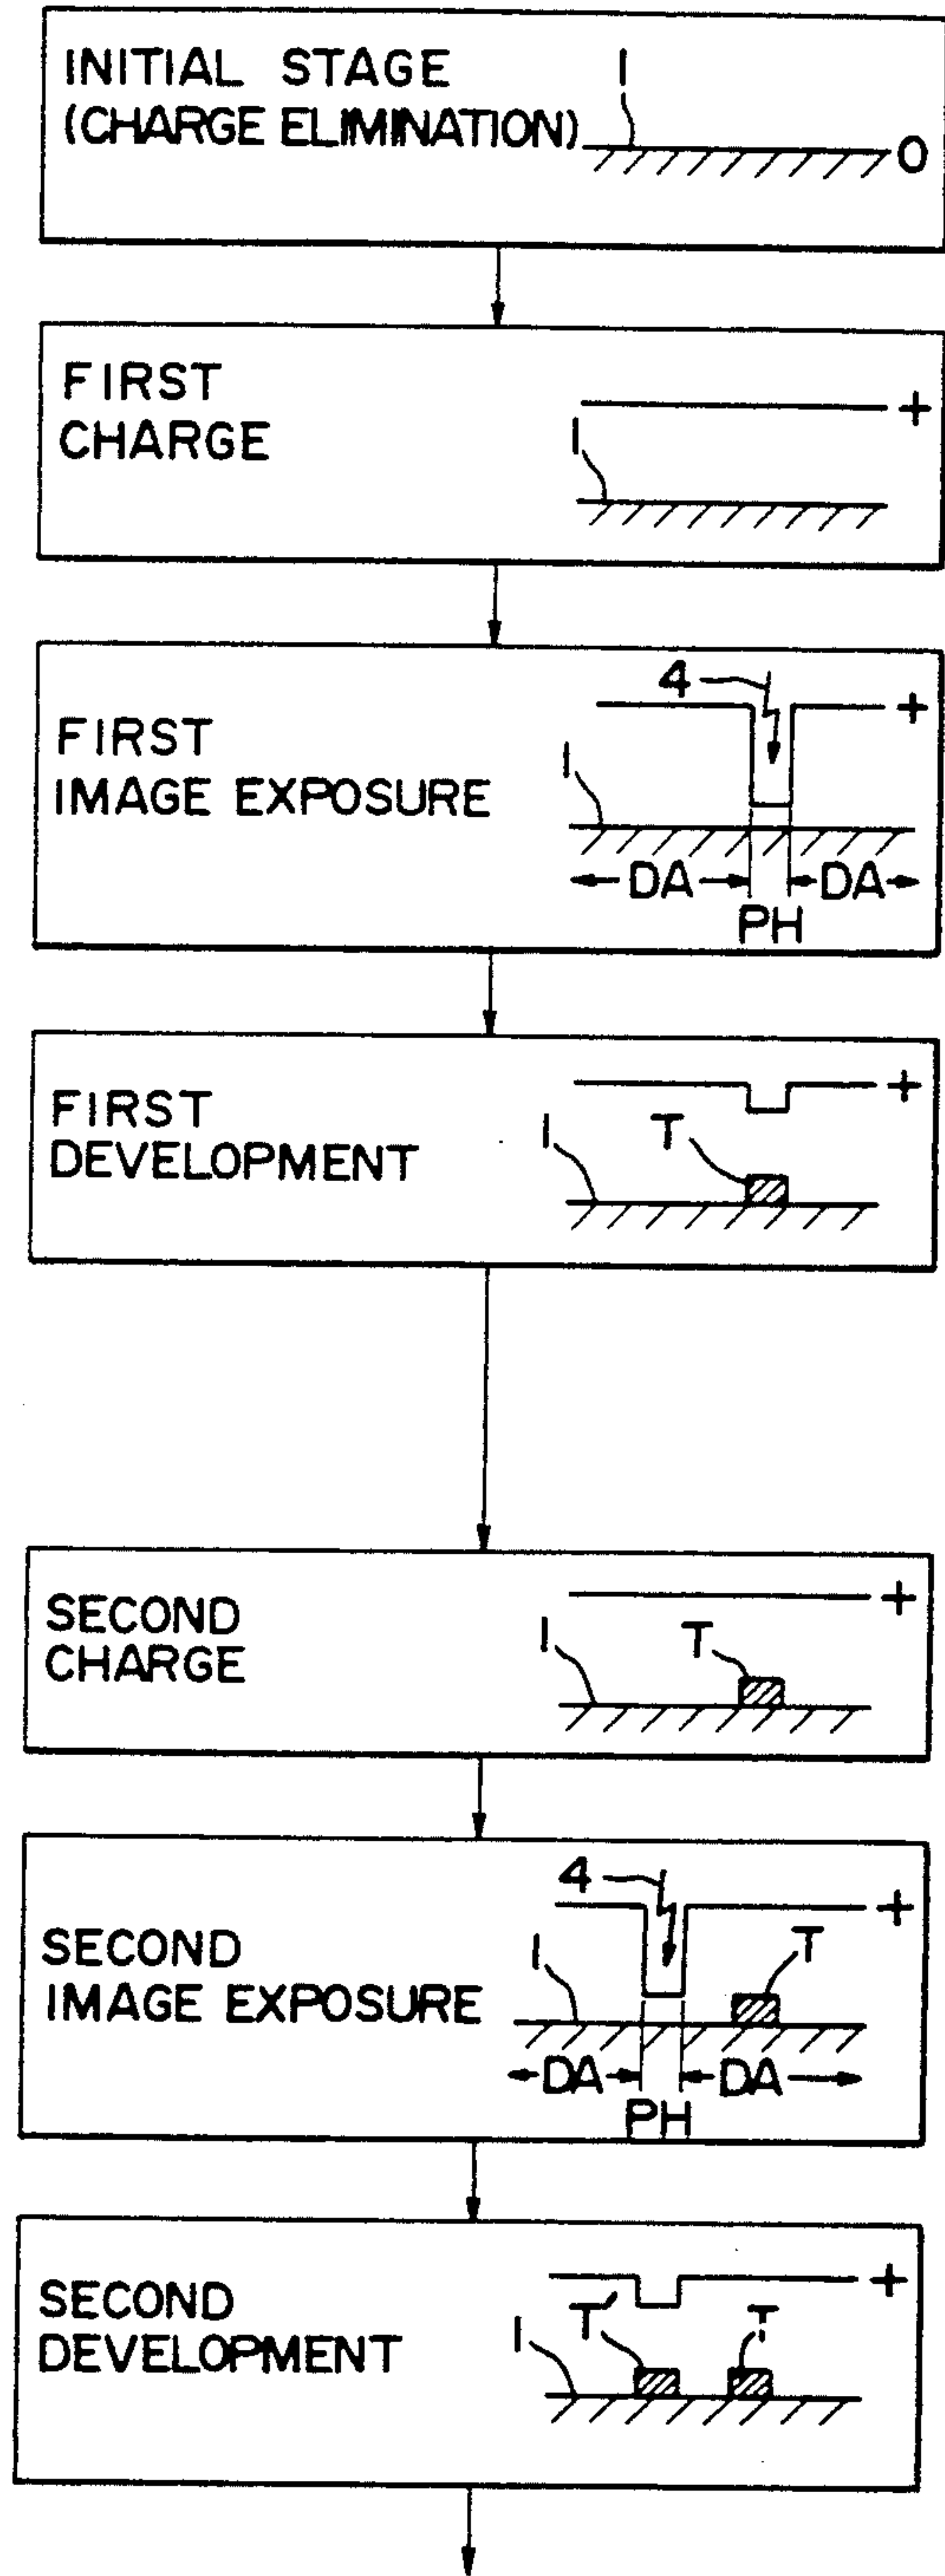 INITIAL STAGE
(CHARGE ELIMINATION)
1
0
FIRST
CHARGE
+
1
FIRST
IMAGE EXPOSURE
4
+
1
DA
DA
PH
FIRST
DEVELOPMENT
+
1
T
SECOND
CHARGE
+
1
T
SECOND
IMAGE EXPOSURE
4
+
1
T
DA
DA
PH
SECOND
DEVELOPMENT
+
T'
T
1